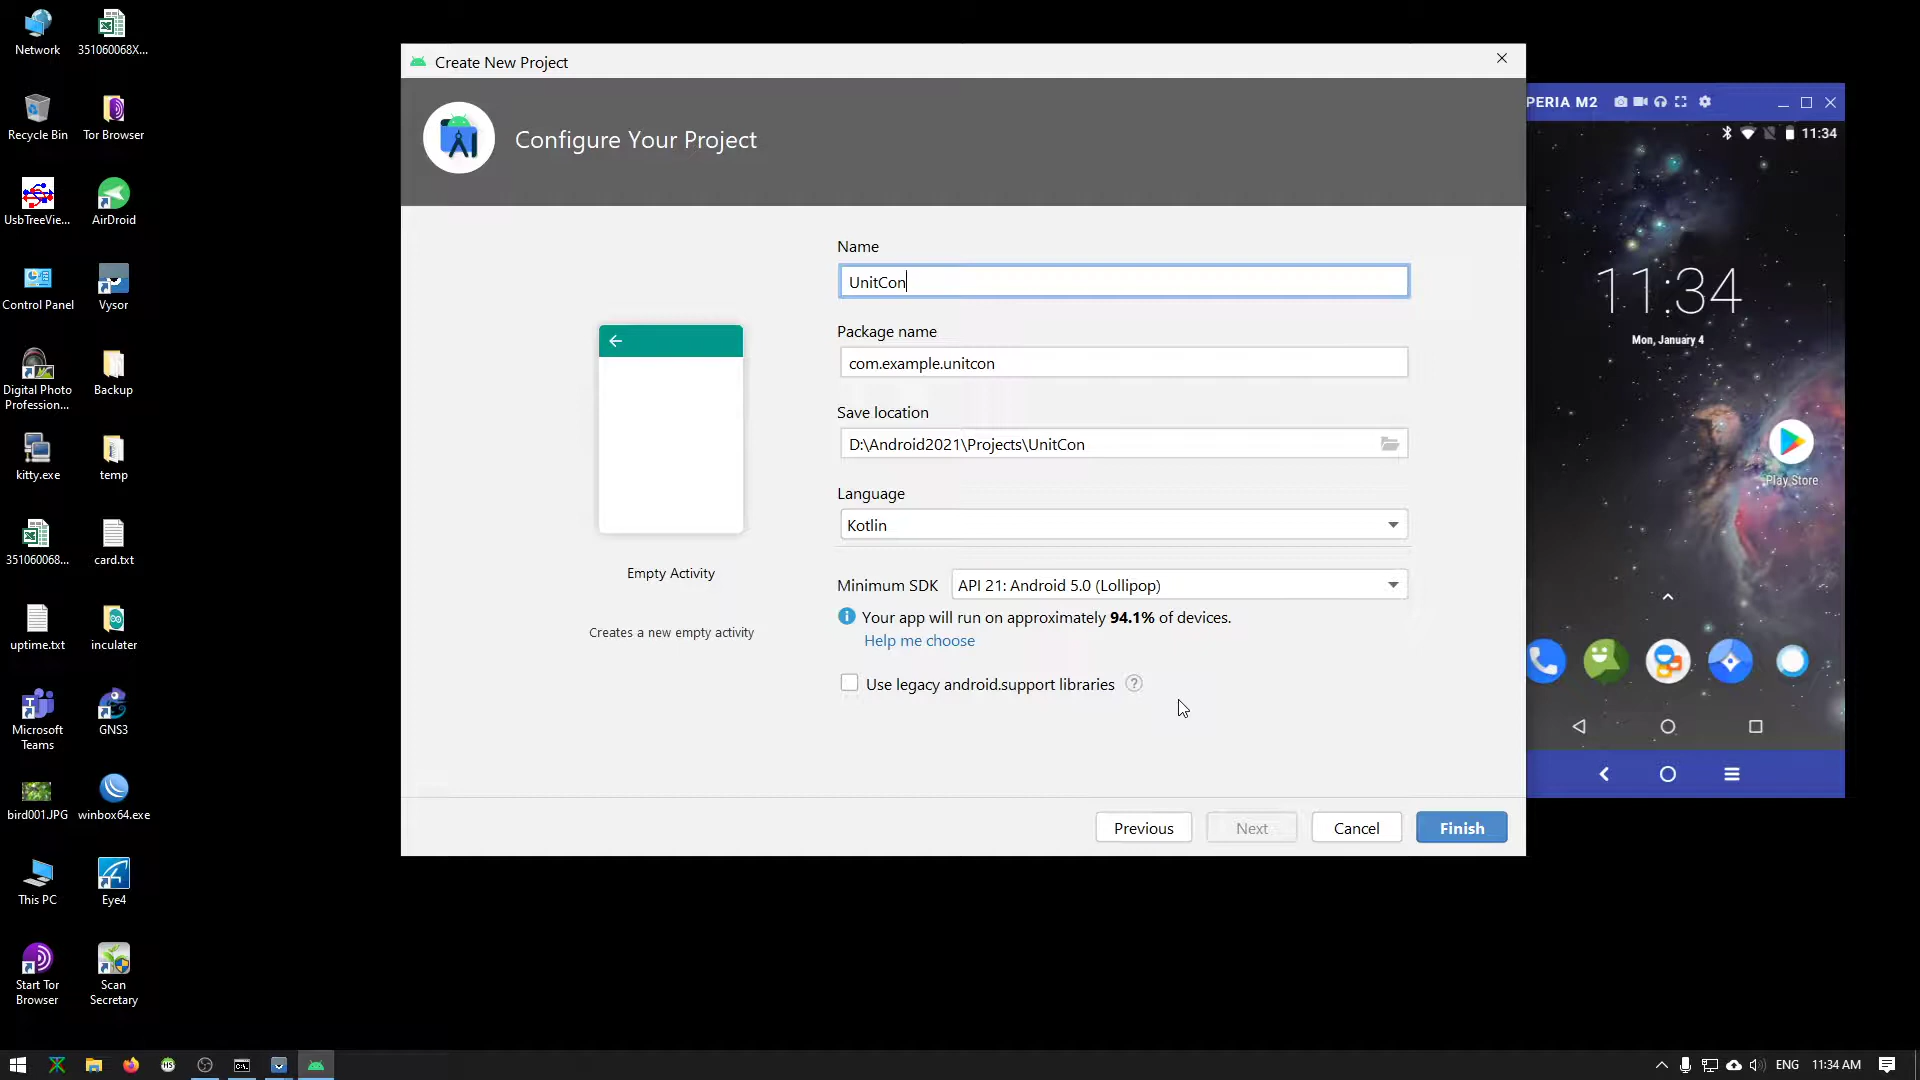 Network
351060068X...
Recycle Bin
Tor Browser
UsbTreeVie...
AirDroid
Control Panel
Vysor
Digital Photo
Profession...
Backup
kitty.exe
temp
351060068...
card.txt
uptime.txt
inculater
Microsoft
Teams
GNS3
bird001.JPG
winbox64.exe
This PC
Eye4
Start Tor
Browser
Scan
Secretary
Create New Project
Configure Your Project
Name
UnitCon
Package name
com.example.unitcon
Save location
D:\Android2021\Projects\UnitCon
Language
Kotlin
Minimum SDK
API 21: Android 5.0 (Lollipop)
Your app will run on approximately 94.1% of devices.
Help me choose
Use legacy android.support libraries
?
Empty Activity
Creates a new empty activity
Previous
Next
Cancel
Finish
PERIA M2
11:34
11:34
Mon, January 4
Play Store
ENG
11:34 AM